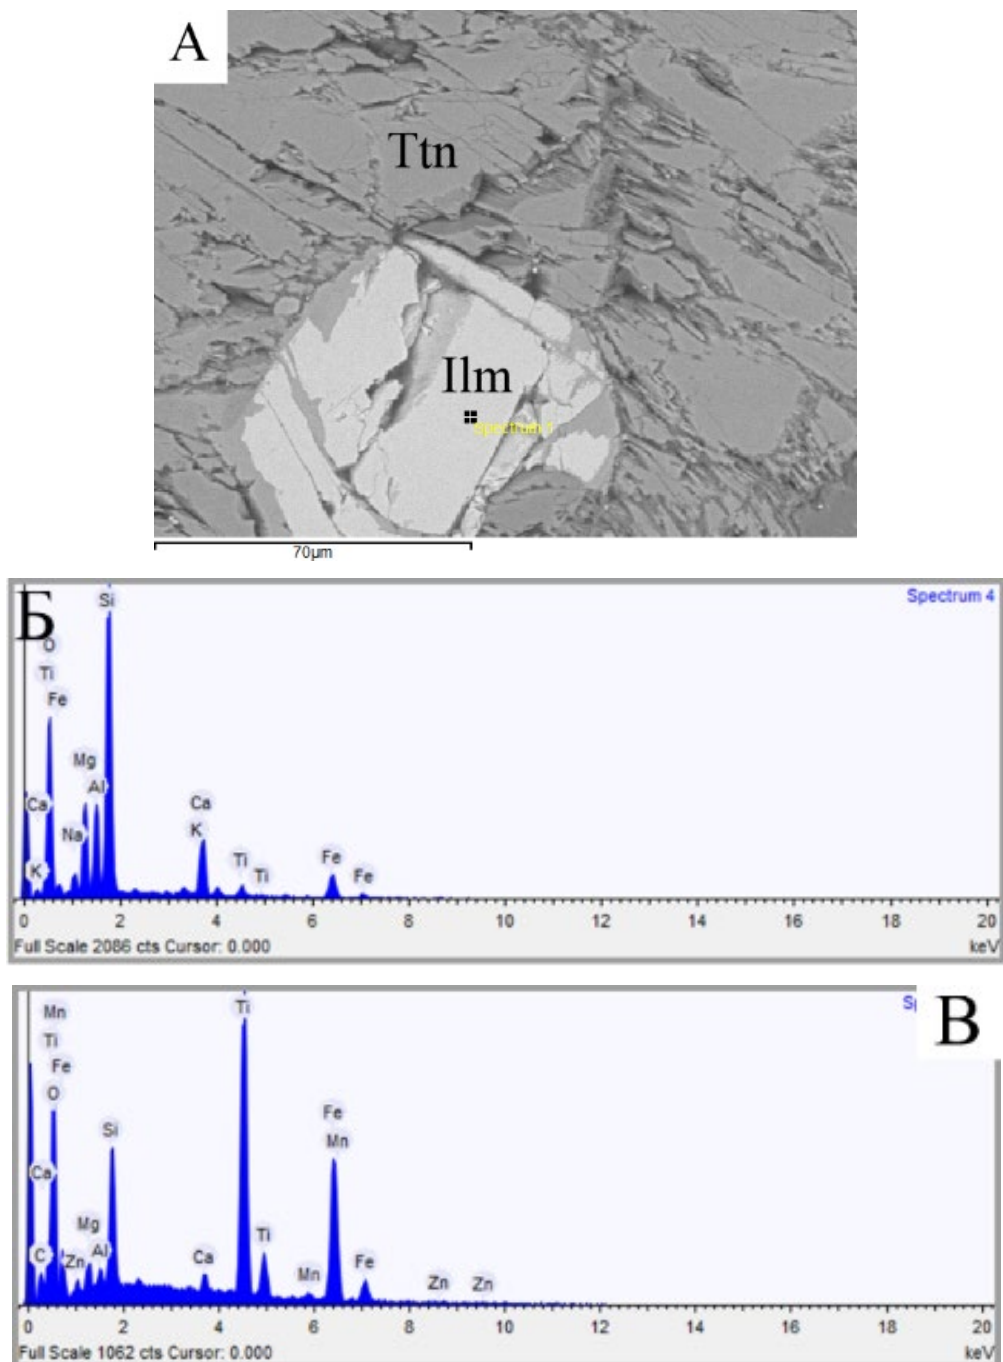 А
Ttn
Ilm
Spectrum 1
70µm
Б
Spectrum 4
Si
O
Ti
Fe
Mg
Al
Ca
Na
K
Ca
K
Ti
Ti
Fe
Fe
0 2 4 6 8 10 12 14 16 18 20
Full Scale 2086 cts Cursor: 0.000 keV
В
Sp
Mn
Ti
Fe
O
Si
Ca
C
Zn
Mg
Al
Ca
Ti
Ti
Mn
Fe
Mn
Fe
Zn
Zn
0 2 4 6 8 10 12 14 16 18 20
Full Scale 1062 cts Cursor: 0.000 keV